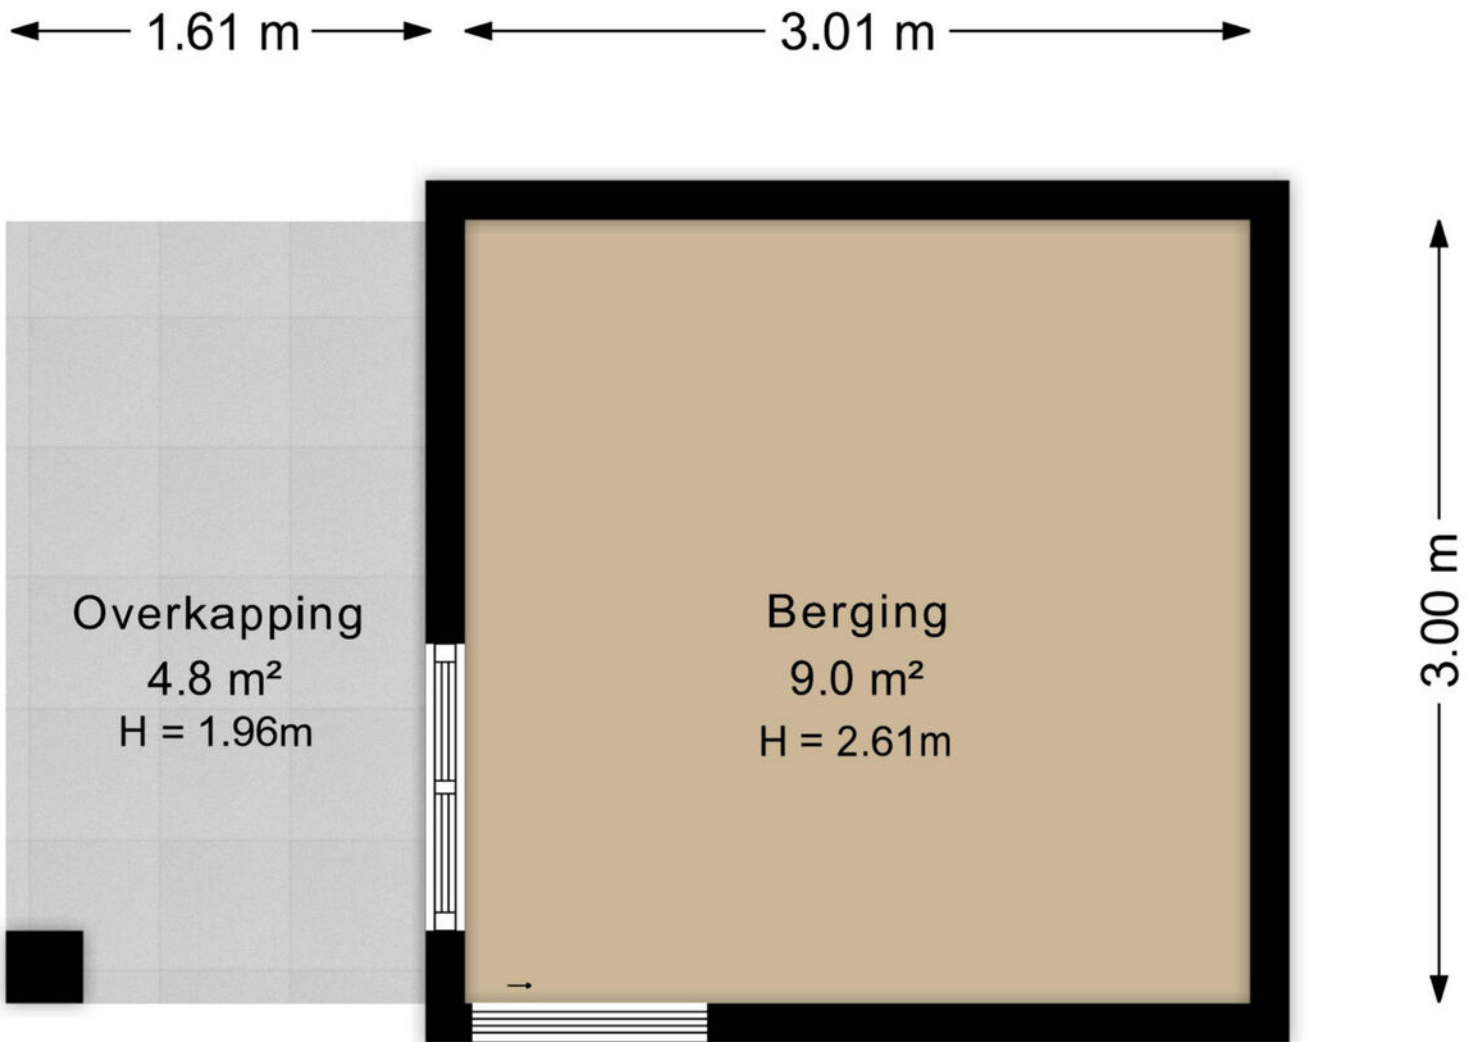 1.61 m
3.01 m
Overkapping
4.8 m²
H = 1.96m
Berging
9.0 m²
H = 2.61m
3.00 m